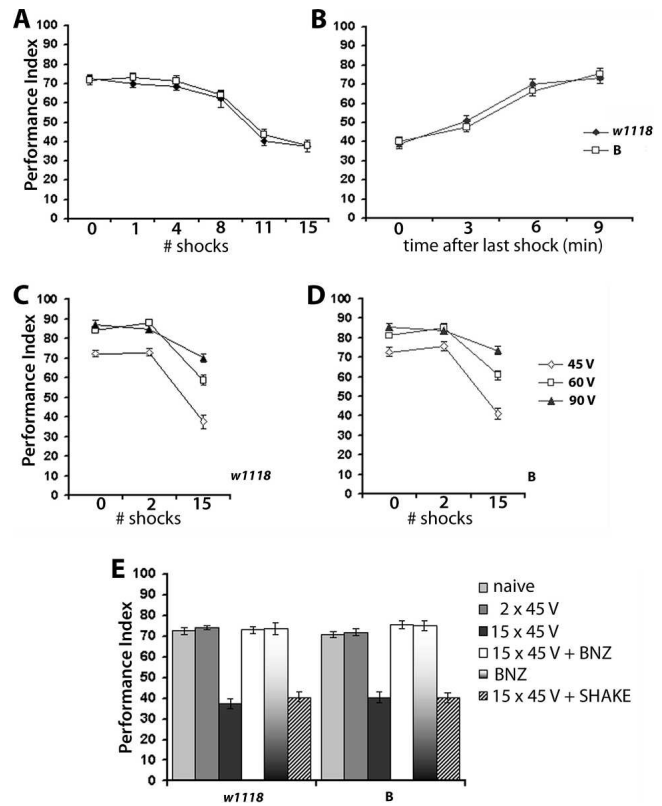 A
Performance Index
100
90
80
70
60
50
40
30
20
10
0
0 1 4 8 11 15
# shocks
B
100
90
80
70
60
50
40
30
20
10
0
0 3 6 9
time after last shock (min)
w1118
B
C
Performance Index
100
90
80
70
60
50
40
30
20
10
0
0 2 15
# shocks
w1118
D
100
90
80
70
60
50
40
30
20
10
0
0 2 15
# shocks
B
45 V
60 V
90 V
E
Performance Index
100
90
80
70
60
50
40
30
20
10
0
w1118 B
naive
2 x 45 V
15 x 45 V
15 x 45 V + BNZ
BNZ
15 x 45 V + SHAKE